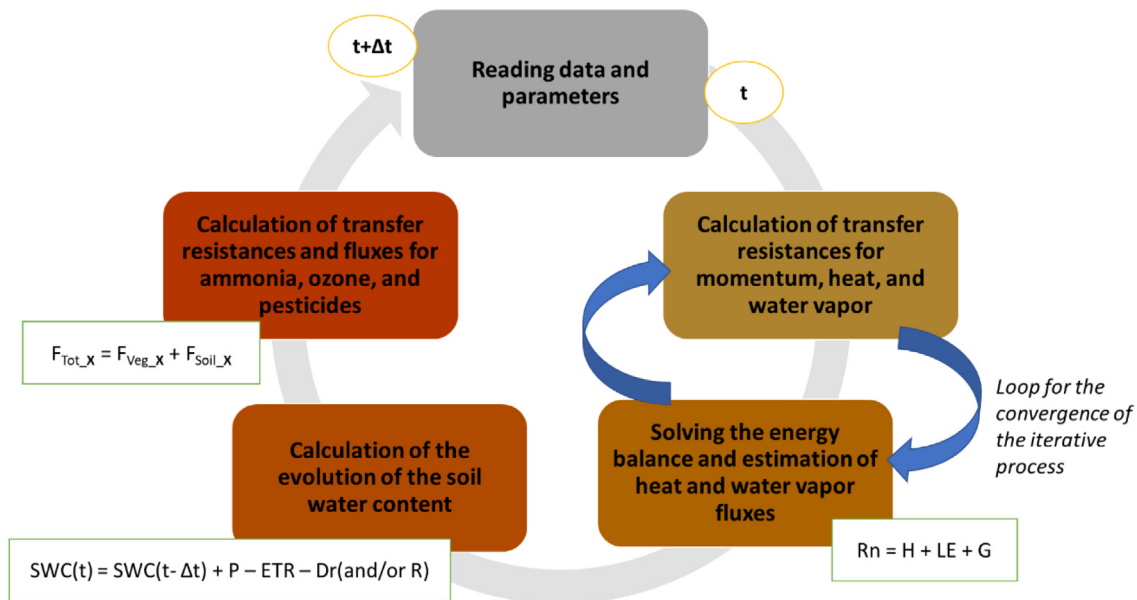 t+Δt
Reading data and
parameters
t
Calculation of transfer
resistances and fluxes for
ammonia, ozone, and
pesticides
Calculation of transfer
resistances for
momentum, heat, and
water vapor
F_Tot_X = F_Veg_X + F_Soil_X
Loop for the
convergence of
the iterative
process
Calculation of the
evolution of the soil
water content
Solving the energy
balance and estimation of
heat and water vapor
fluxes
SWC(t) = SWC(t- Δt) + P – ETR – Dr(and/or R)
Rn = H + LE + G